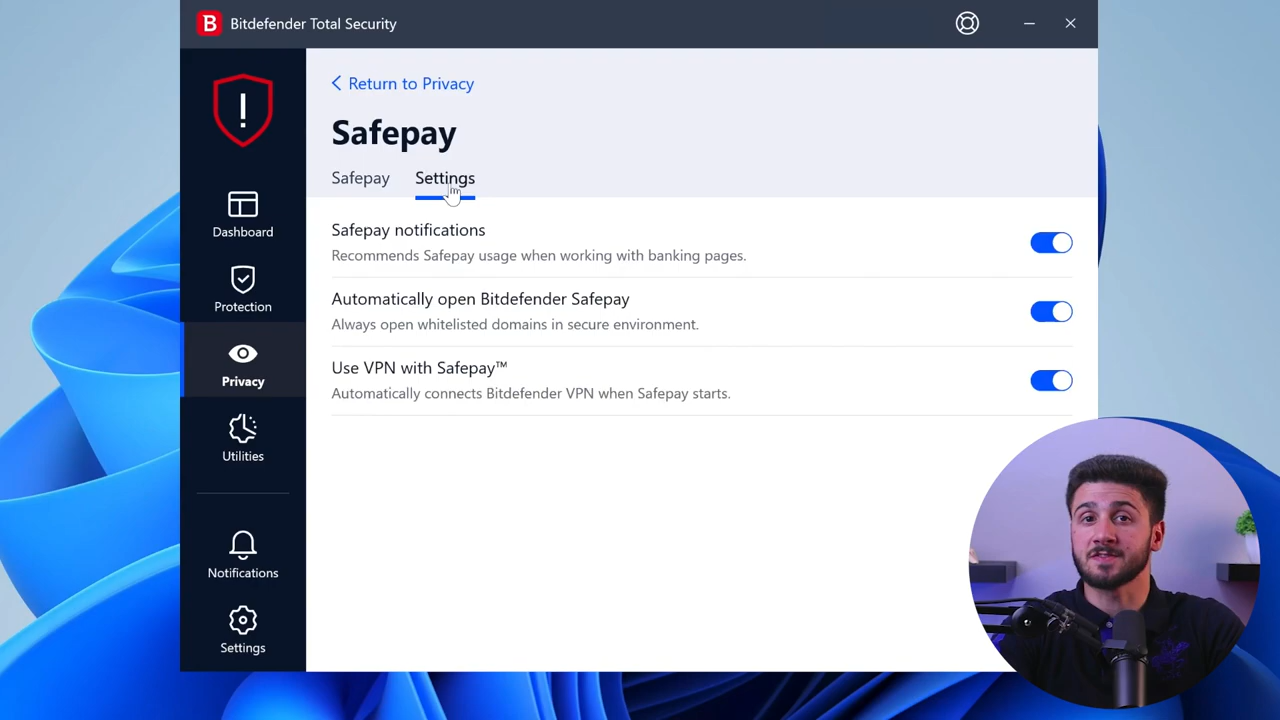 B Bitdefender Total Security
Return to Privacy
Safepay
Safepay Settings
Safepay notifications
Recommends Safepay usage when working with banking pages.
Automatically open Bitdefender Safepay
Always open whitelisted domains in secure environment.
Use VPN with Safepay™
Automatically connects Bitdefender VPN when Safepay starts.
Dashboard
Protection
Privacy
Utilities
Notifications
Settings